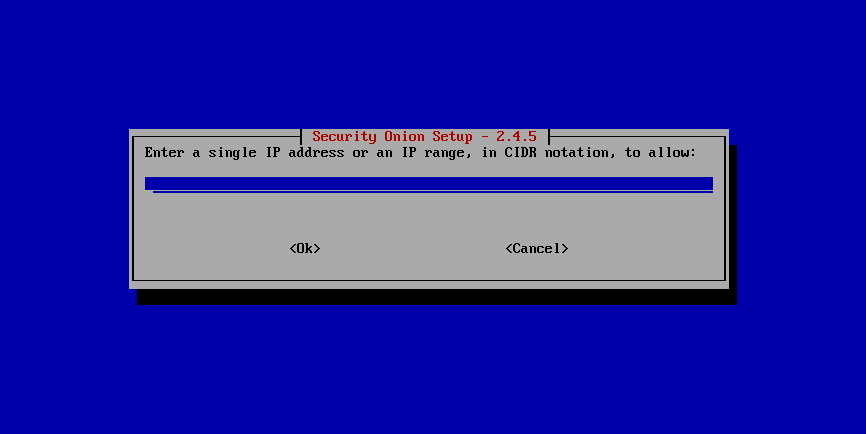 Security Onion Setup - 2.4.5
Enter a single IP address or an IP range, in CIDR notation, to allow:
<Ok> <Cancel>